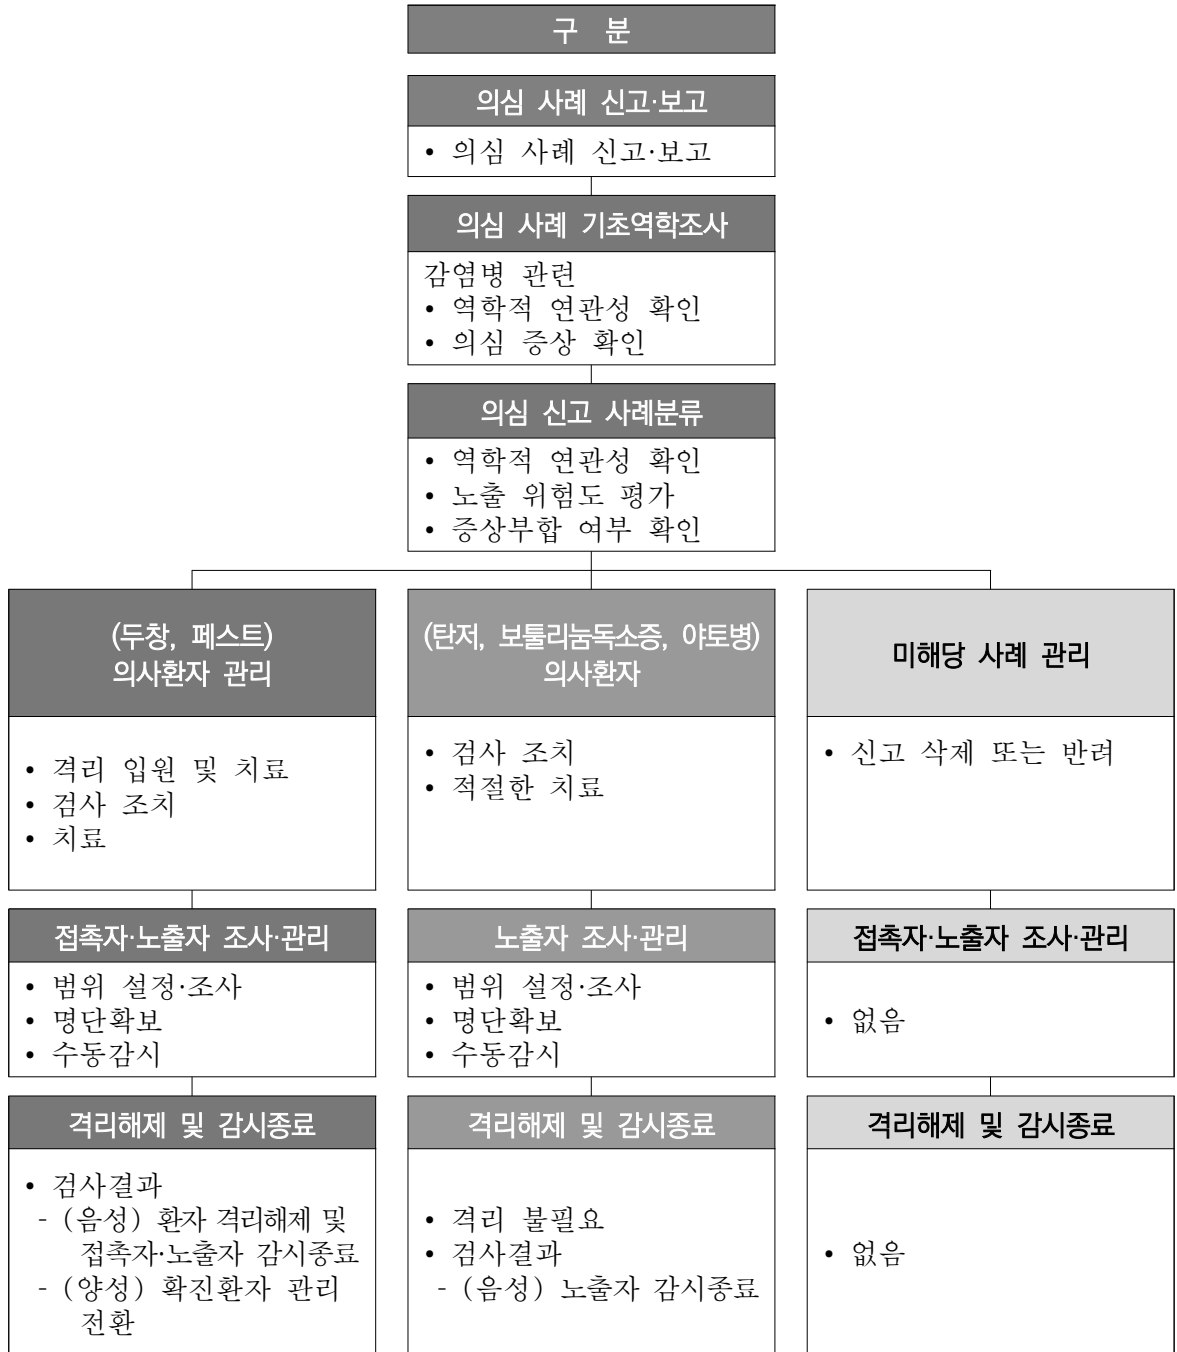 구 분
의심 사례 신고·보고
• 의심 사례 신고·보고
의심 사례 기초역학조사
감염병 관련
• 역학적 연관성 확인
• 의심 증상 확인
의심 신고 사례분류
• 역학적 연관성 확인
• 노출 위험도 평가
• 증상부합 여부 확인
(두창, 페스트)
의사환자 관리
• 격리 입원 및 치료
• 검사 조치
• 치료
접촉자·노출자 조사·관리
• 범위 설정·조사
• 명단확보
• 수동감시
격리해제 및 감시종료
• 검사결과
- (음성) 환자 격리해제 및
접촉자·노출자 감시종료
- (양성) 확진환자 관리
전환
(탄저, 보툴리눔독소증, 야토병)
의사환자
• 검사 조치
• 적절한 치료
노출자 조사·관리
• 범위 설정·조사
• 명단확보
• 수동감시
격리해제 및 감시종료
• 격리 불필요
• 검사결과
- (음성) 노출자 감시종료
미해당 사례 관리
• 신고 삭제 또는 반려
접촉자·노출자 조사·관리
• 없음
격리해제 및 감시종료
• 없음